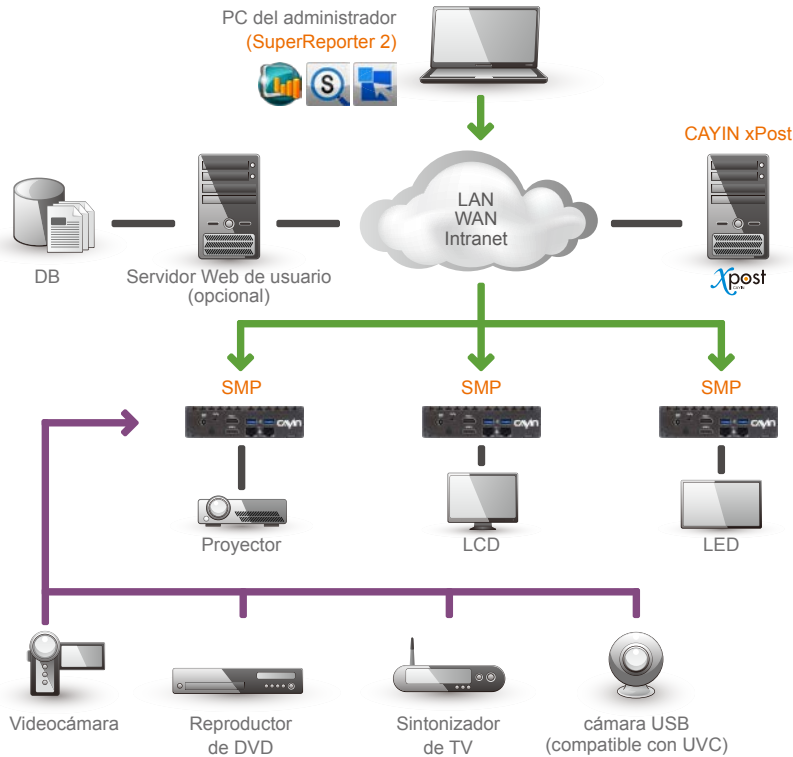 PC del administrador
(SuperReporter 2)
S
CAYIN xPost
LAN
WAN
Intranet
DB
Servidor Web de usuario
(opcional)
Xpost
CAYIN
SMP
SMP
SMP
CAYIN
CAYIN
CAYIN
Proyector
LCD
LED
Videocámara
Reproductor
de DVD
Sintonizador
de TV
cámara USB
(compatible con UVC)